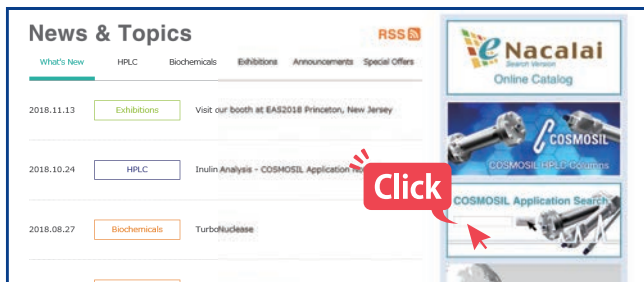 News & Topics
RSS
What's New HPLC Biochemicals Exhibitions Announcements Special Offers
2018.11.13 Exhibitions Visit our booth at EAS2018 Princeton, New Jersey
2018.10.24 HPLC Inulin Analysis - COSMOSIL Application
2018.08.27 Biochemicals TurboNuclease
Click
e Nacalai
Search Version
Online Catalog
COSMOSIL
COSMOSIL HPLC Columns
COSMOSIL Application Search